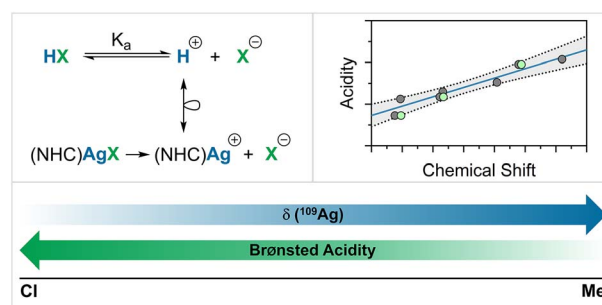 Kₐ
HX H⊕ + X⊖
(NHC)AgX → (NHC)Ag⊕ + X⊖
Acidity
Chemical Shift
δ (¹⁰⁹Ag)
Brønsted Acidity
Cl Me